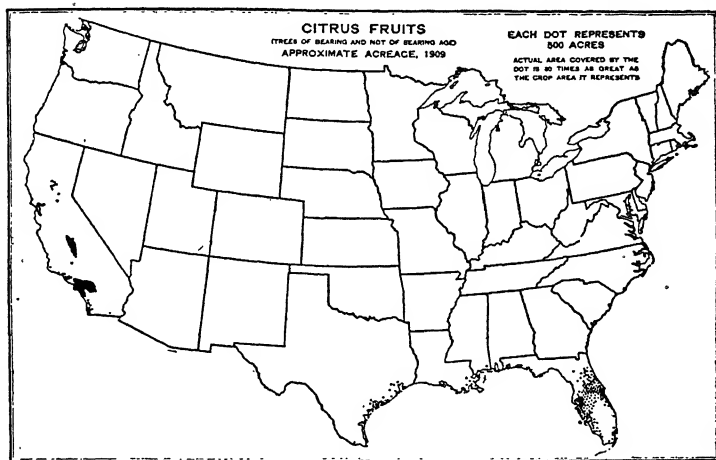 CITRUS FRUITS
(TREES OF BEARING AND NOT OF BEARING AGE)
APPROXIMATE ACREAGE, 1909
EACH DOT REPRESENTS
500 ACRES
ACTUAL AREA COVERED BY THE
DOT IS 80 TIMES AS GREAT AS
THE CROP AREA IT REPRESENTS